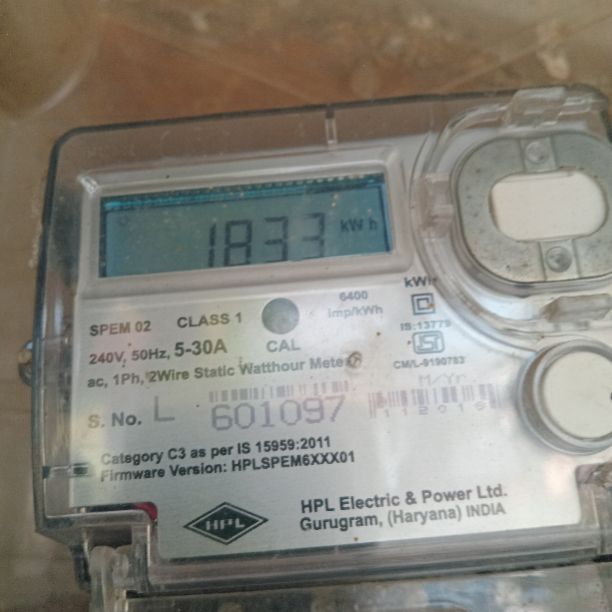 1833 kWh
kWh
6400
imp/kWh
SPEM 02 CLASS 1
IS:13779
240V, 50Hz, 5-30A CAL
CM/L-9190783
ac, 1Ph, 2Wire Static Watthour Meter
M/Yr.
S. No. L 601097
112018
Category C3 as per IS 15959:2011
Firmware Version: HPLSPEM6XXX01
HPL
HPL Electric & Power Ltd.
Gurugram, (Haryana) INDIA